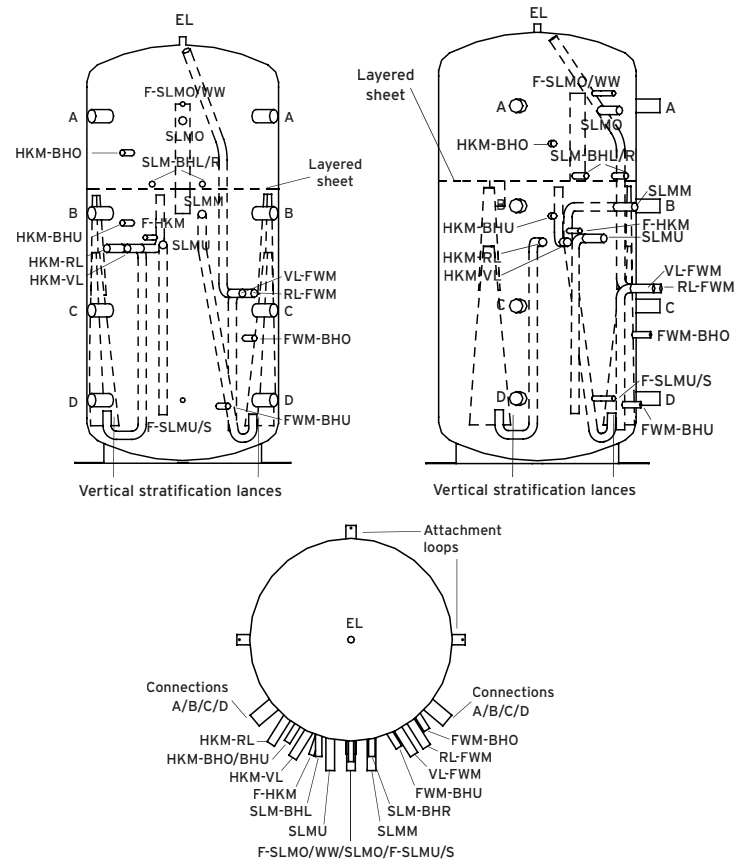 EL
F-SLMO/WW
A
A
SLMO
HKM-BHO
SLM-BHL/R
Layered
sheet
SLMM
B
B
F-HKM
HKM-BHU
SLMU
HKM-RL
HKM-VL
VL-FWM
RL-FWM
C
C
FWM-BHO
D
D
F-SLMU/S
FWM-BHU
Vertical stratification lances
EL
Layered
sheet
F-SLMO/WW
A
A
SLMO
HKM-BHO
SLM-BHL/R
SLMM
B
B
F-HKM
HKM-BHU
SLMU
HKM-RL
HKM-VL
VL-FWM
RL-FWM
C
C
FWM-BHO
F-SLMU/S
D
D
FWM-BHU
Vertical stratification lances
Attachment
loops
EL
Connections
A/B/C/D
Connections
A/B/C/D
HKM-RL
HKM-BHO/BHU
HKM-VL
F-HKM
SLM-BHL
SLMU
FWM-BHO
RL-FWM
VL-FWM
FWM-BHU
SLM-BHR
SLMM
F-SLMO/WW/SLMO/F-SLMU/S